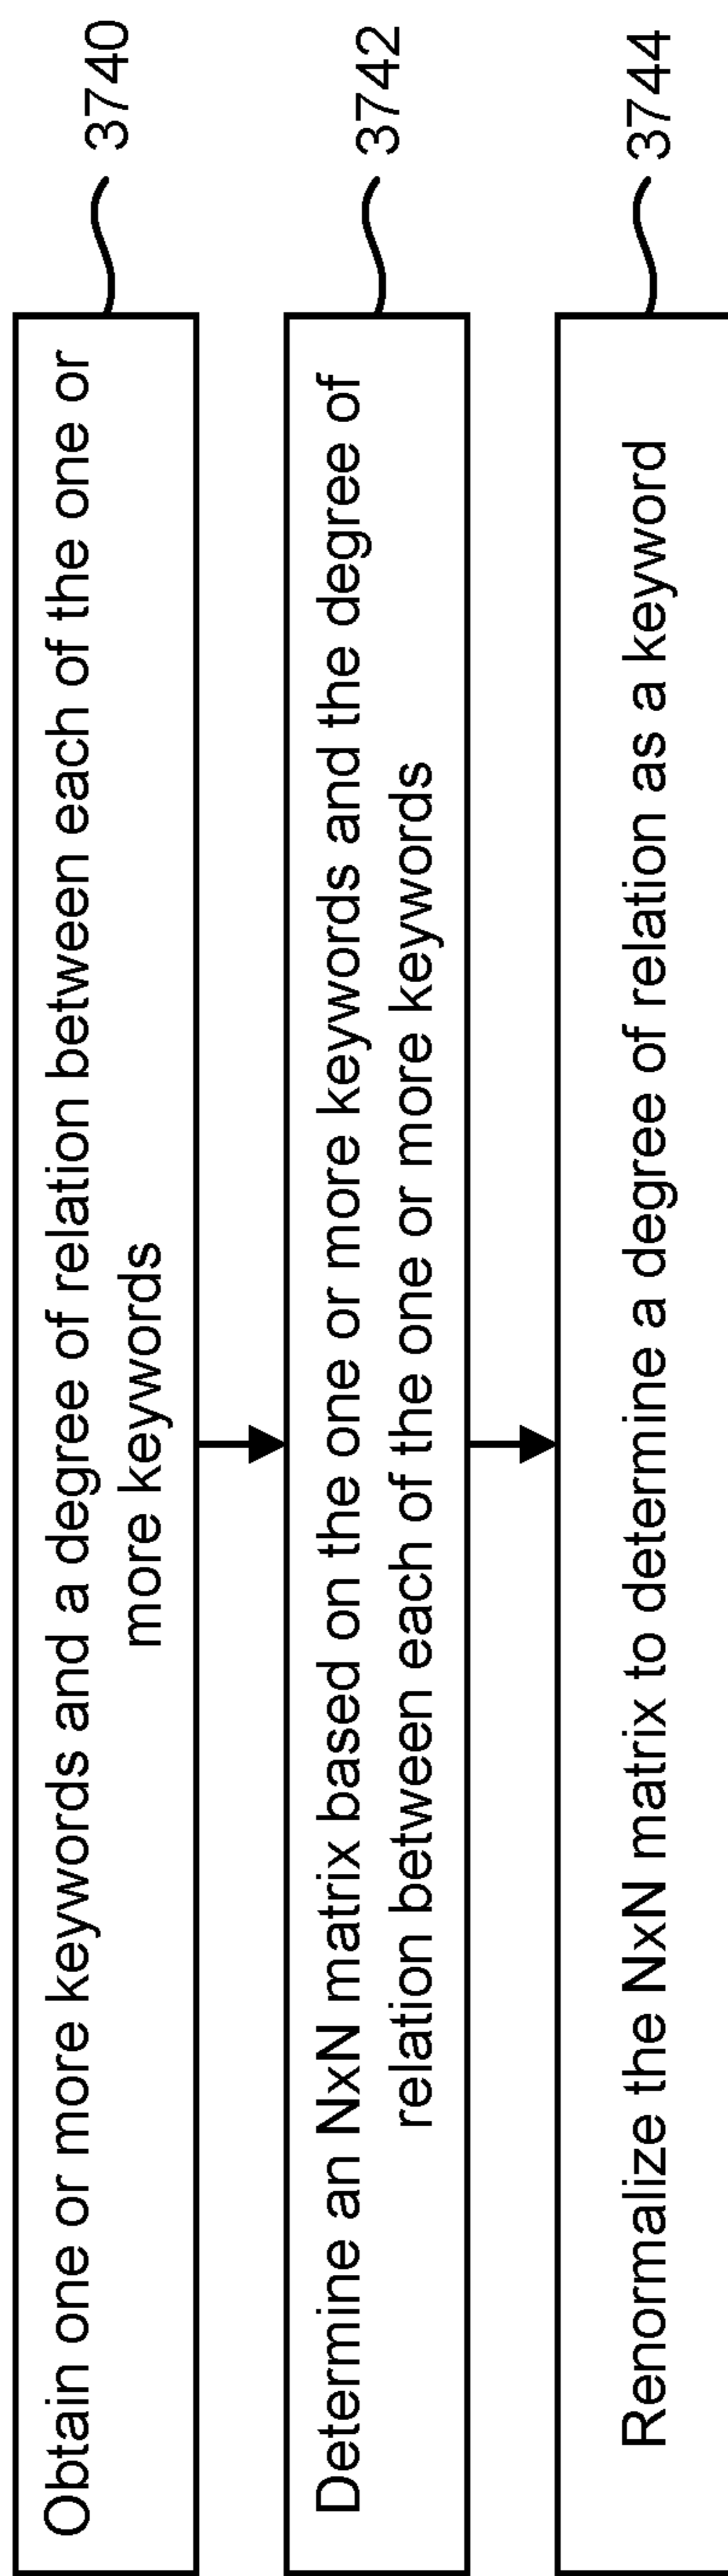 Obtain one or more keywords and a degree of relation between each of the one or
more keywords
3740
Determine an NxN matrix based on the one or more keywords and the degree of
relation between each of the one or more keywords
3742
Renormalize the NxN matrix to determine a degree of relation as a keyword
3744